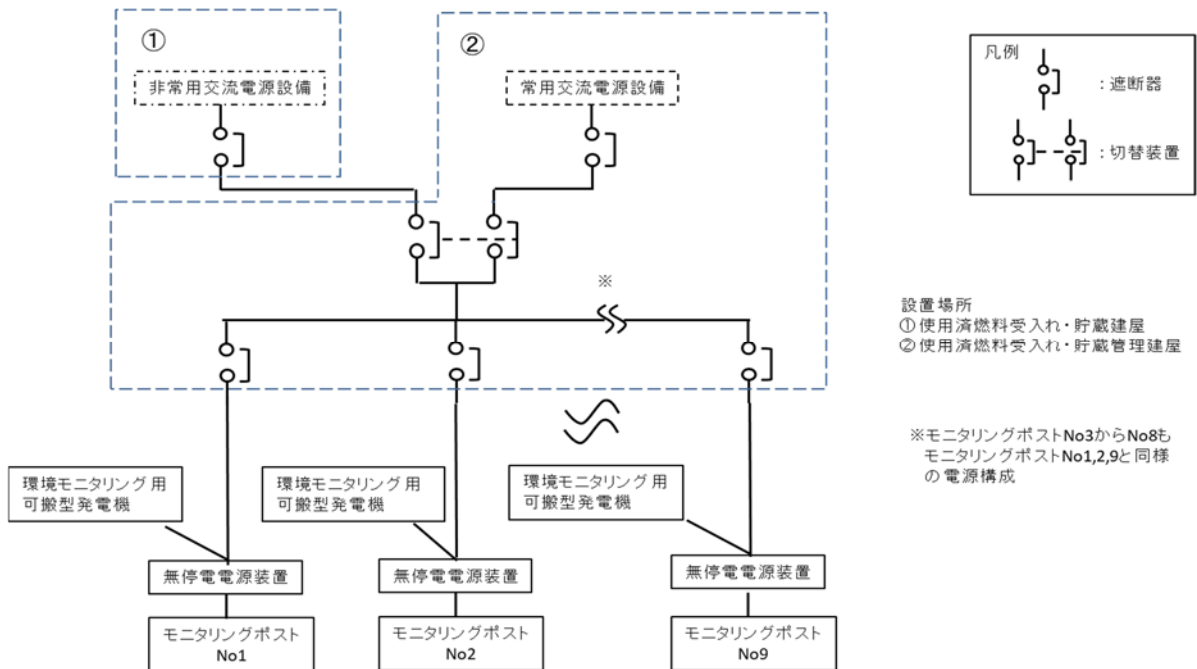 ①
②
非常用交流電源設備
常用交流電源設備
凡例
：遮断器
：切替装置
※
設置場所
①使用済燃料受入れ・貯蔵建屋
②使用済燃料受入れ・貯蔵管理建屋
※モニタリングポストNo3からNo8も
モニタリングポストNo1,2,9と同様
の電源構成
環境モニタリング用
可搬型発電機
環境モニタリング用
可搬型発電機
環境モニタリング用
可搬型発電機
無停電電源装置
無停電電源装置
無停電電源装置
モニタリングポスト
No1
モニタリングポスト
No2
モニタリングポスト
No9